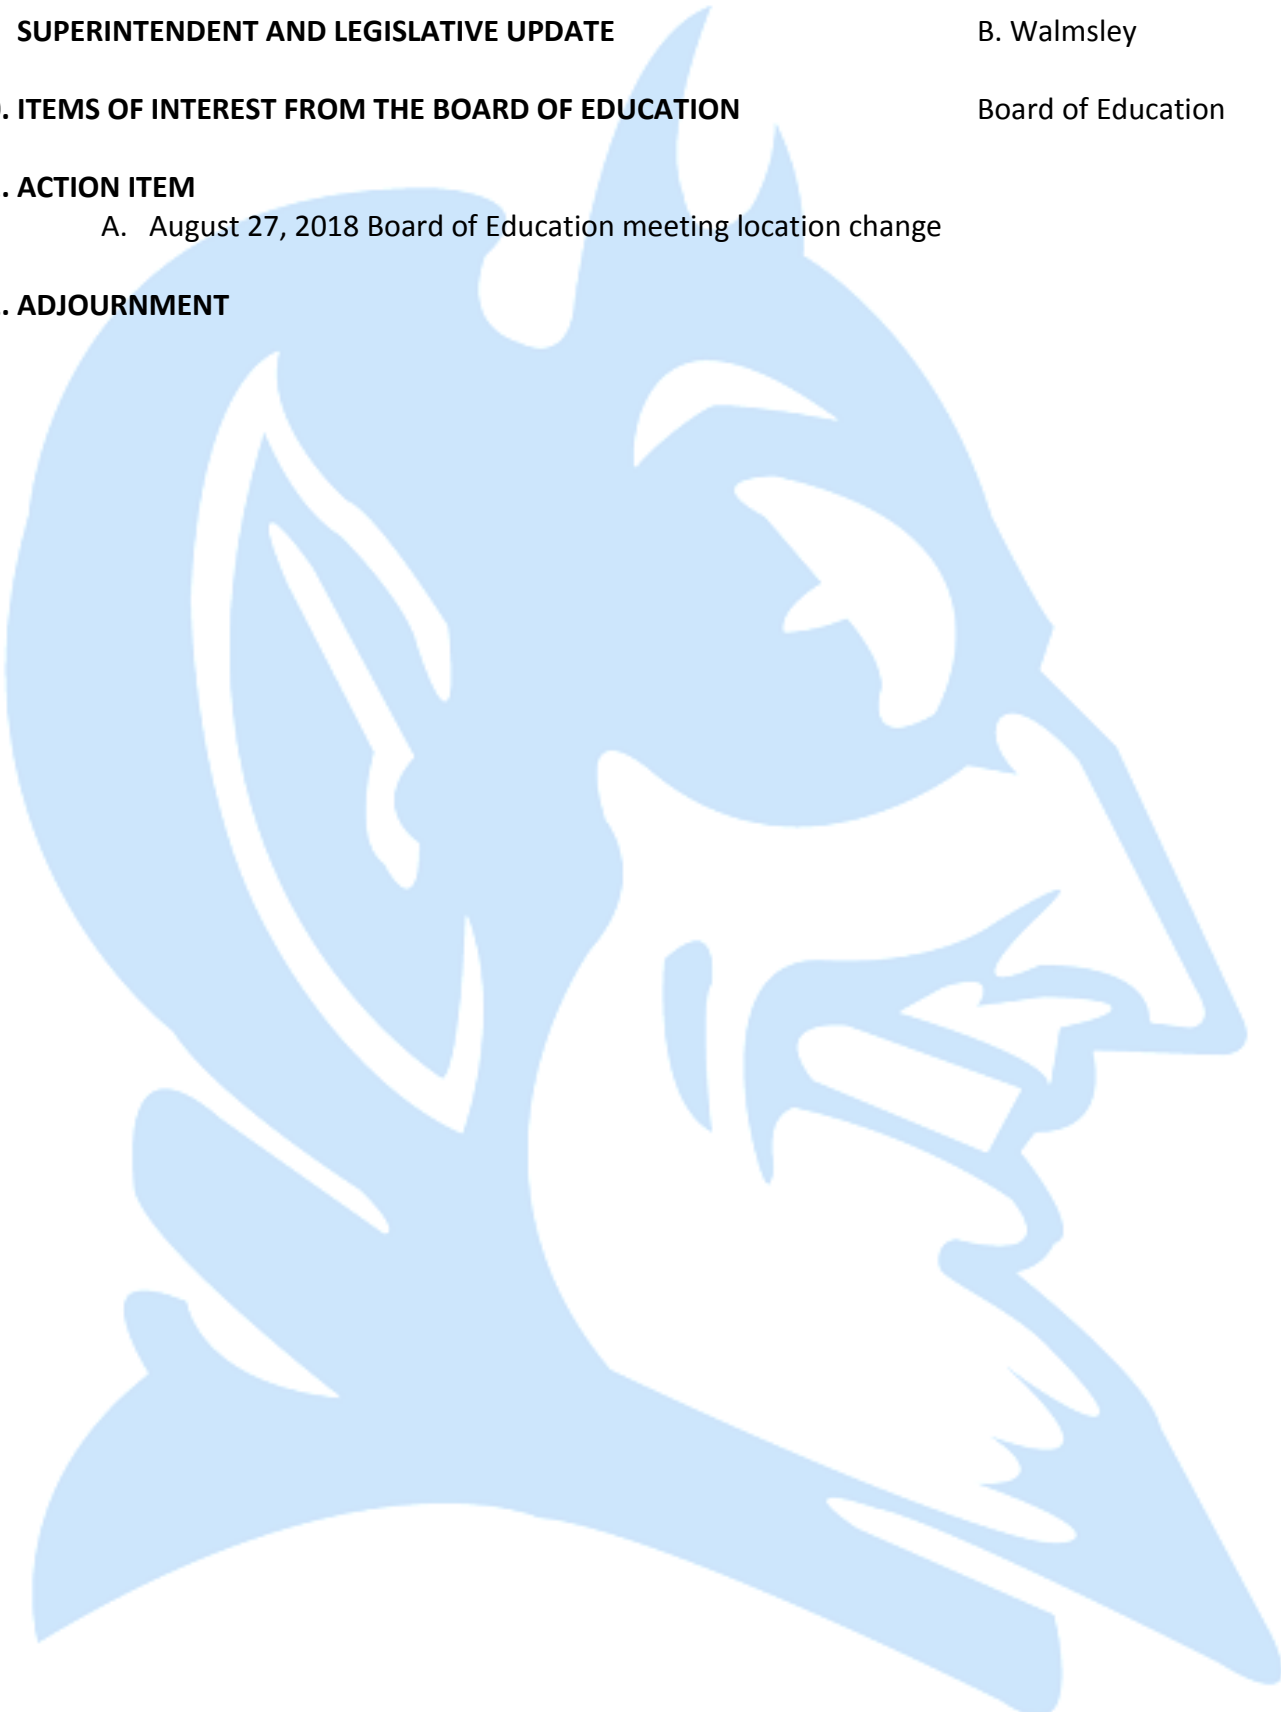 SUPERINTENDENT AND LEGISLATIVE UPDATE B. Walmsley
. ITEMS OF INTEREST FROM THE BOARD OF EDUCATION Board of Education
. ACTION ITEM
A. August 27, 2018 Board of Education meeting location change
. ADJOURNMENT